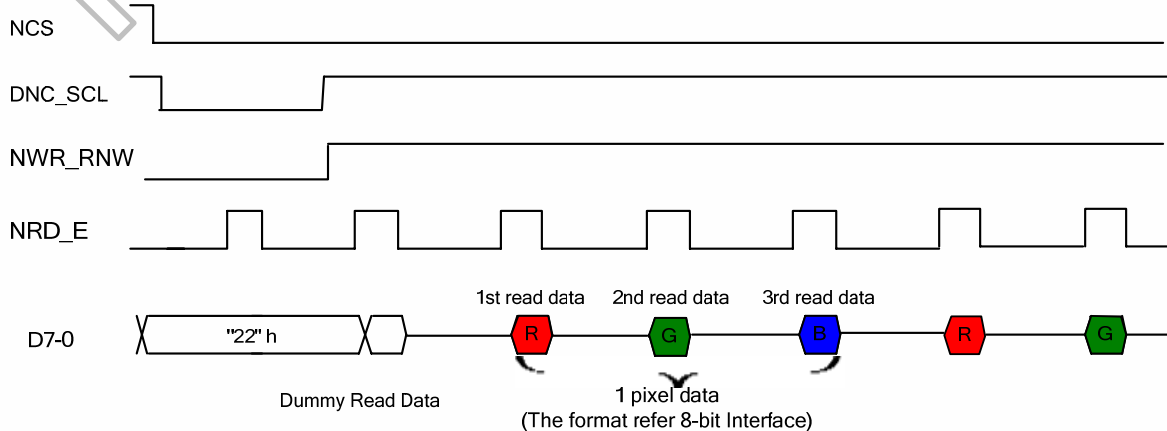 NCS
DNC_SCL
NWR_RNW
NRD_E
1st read data 2nd read data 3rd read data
D7-0 "22" h R G B R G
Dummy Read Data 1 pixel data
(The format refer 8-bit Interface)